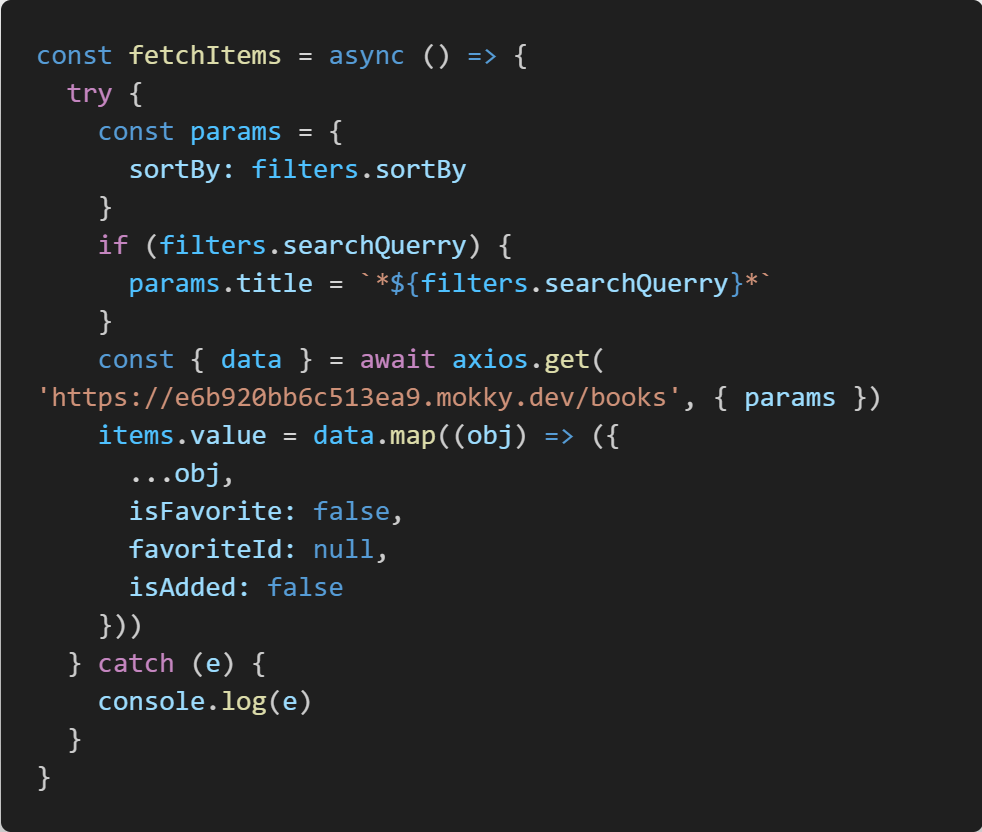 const fetchItems = async () => {
  try {
    const params = {
      sortBy: filters.sortBy
    }
    if (filters.searchQuerry) {
      params.title = `*${filters.searchQuerry}*`
    }
    const { data } = await axios.get(
'https://e6b920bb6c513ea9.mokky.dev/books', { params })
    items.value = data.map((obj) => ({
      ...obj,
      isFavorite: false,
      favoriteId: null,
      isAdded: false
    }))
  } catch (e) {
    console.log(e)
  }
}